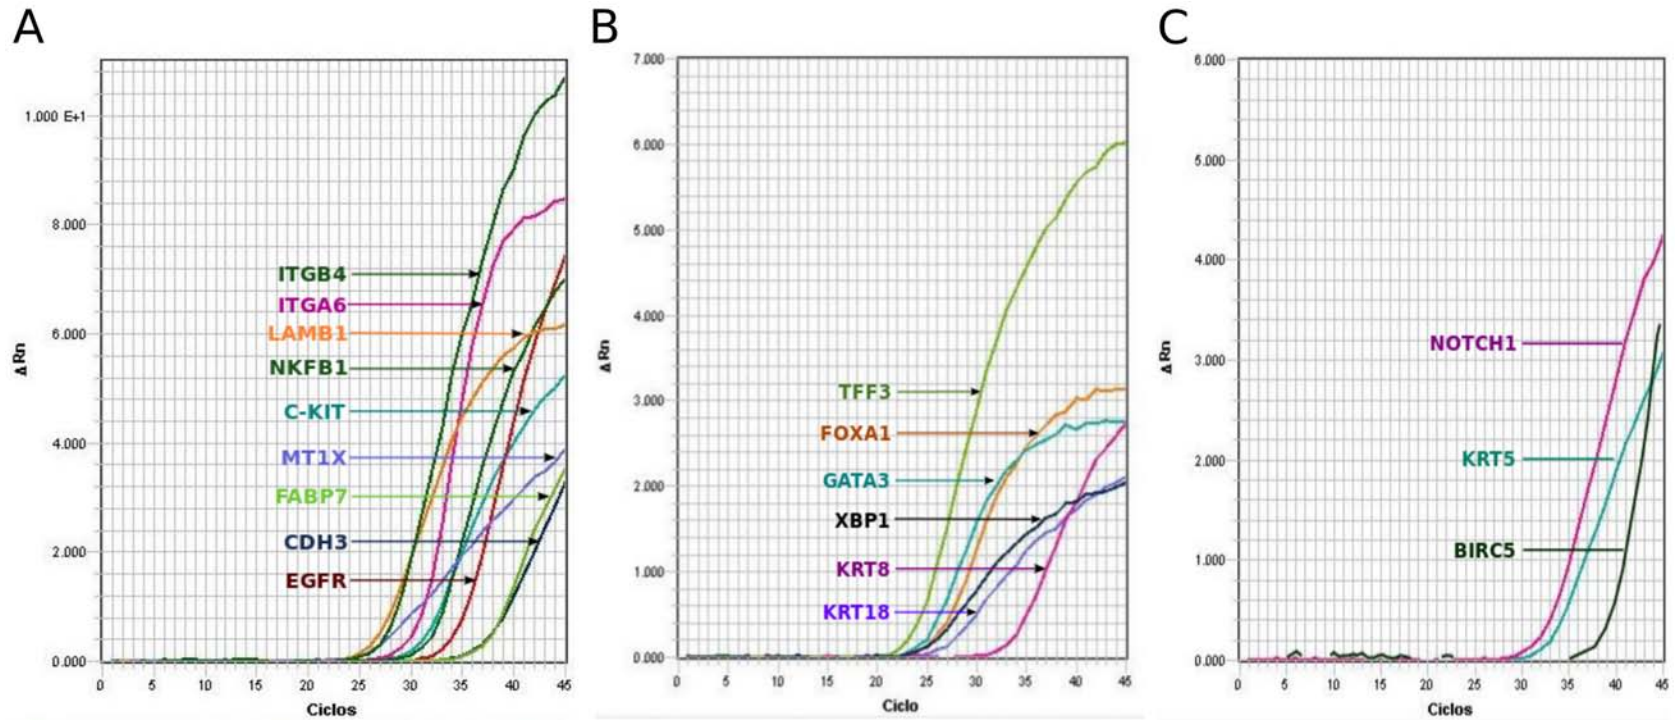 A
1.000 E+1
8.000
6.000
4.000
2.000
0.000
Δ Rn
ITGB4
ITGA6
LAMB1
NKFB1
C-KIT
MT1X
FABP7
CDH3
EGFR
0 5 10 15 20 25 30 35 40 45
Ciclos
B
7.000
6.000
5.000
4.000
3.000
2.000
1.000
0.000
Δ Rn
TFF3
FOXA1
GATA3
XBP1
KRT8
KRT18
0 5 10 15 20 25 30 35 40 45
Ciclo
C
6.000
5.000
4.000
3.000
2.000
1.000
0.000
Δ Rn
NOTCH1
KRT5
BIRC5
0 5 10 15 20 25 30 35 40 45
Ciclos